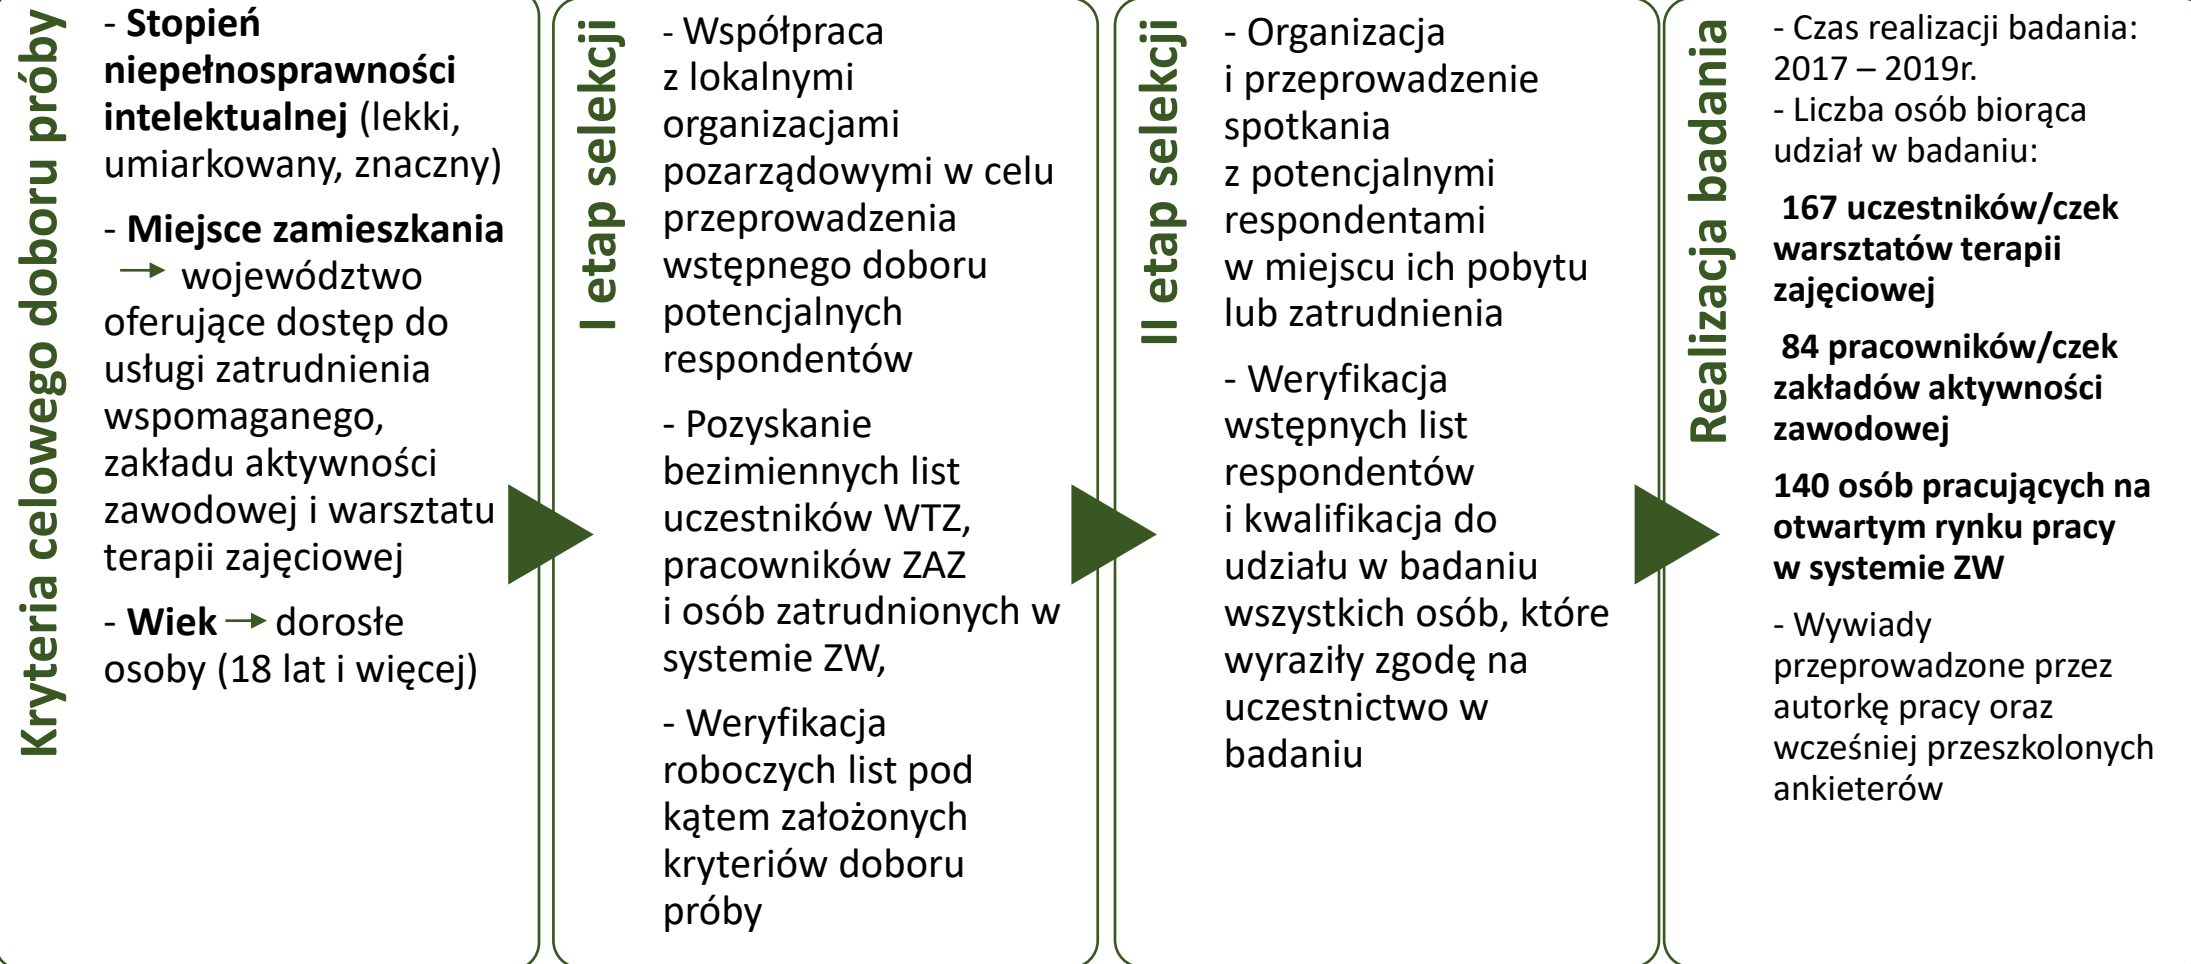 Kryteria celowego doboru próby
- Stopień
niepełnosprawności
intelektualnej (lekki,
umiarkowany, znaczny)
- Miejsce zamieszkania
→ województwo
oferujące dostęp do
usługi zatrudnienia
wspomaganego,
zakładu aktywności
zawodowej i warsztatu
terapii zajęciowej
- Wiek → dorosłe
osoby (18 lat i więcej)
I etap selekcji
- Współpraca
z lokalnymi
organizacjami
pozarządowymi w celu
przeprowadzenia
wstępnego doboru
potencjalnych
respondentów
- Pozyskanie
bezimiennych list
uczestników WTZ,
pracowników ZAZ
i osób zatrudnionych w
systemie ZW,
- Weryfikacja
roboczych list pod
kątem założonych
kryteriów doboru
próby
II etap selekcji
- Organizacja
i przeprowadzenie
spotkania
z potencjalnymi
respondentami
w miejscu ich pobytu
lub zatrudnienia
- Weryfikacja
wstępnych list
respondentów
i kwalifikacja do
udziału w badaniu
wszystkich osób, które
wyraziły zgodę na
uczestnictwo w
badaniu
Realizacja badania
- Czas realizacji badania:
2017 – 2019r.
- Liczba osób biorąca
udział w badaniu:
167 uczestników/czek
warsztatów terapii
zajęciowej
84 pracowników/czek
zakładów aktywności
zawodowej
140 osób pracujących na
otwartym rynku pracy
w systemie ZW
- Wywiady
przeprowadzone przez
autorkę pracy oraz
wcześniej przeszkolonych
ankieterów